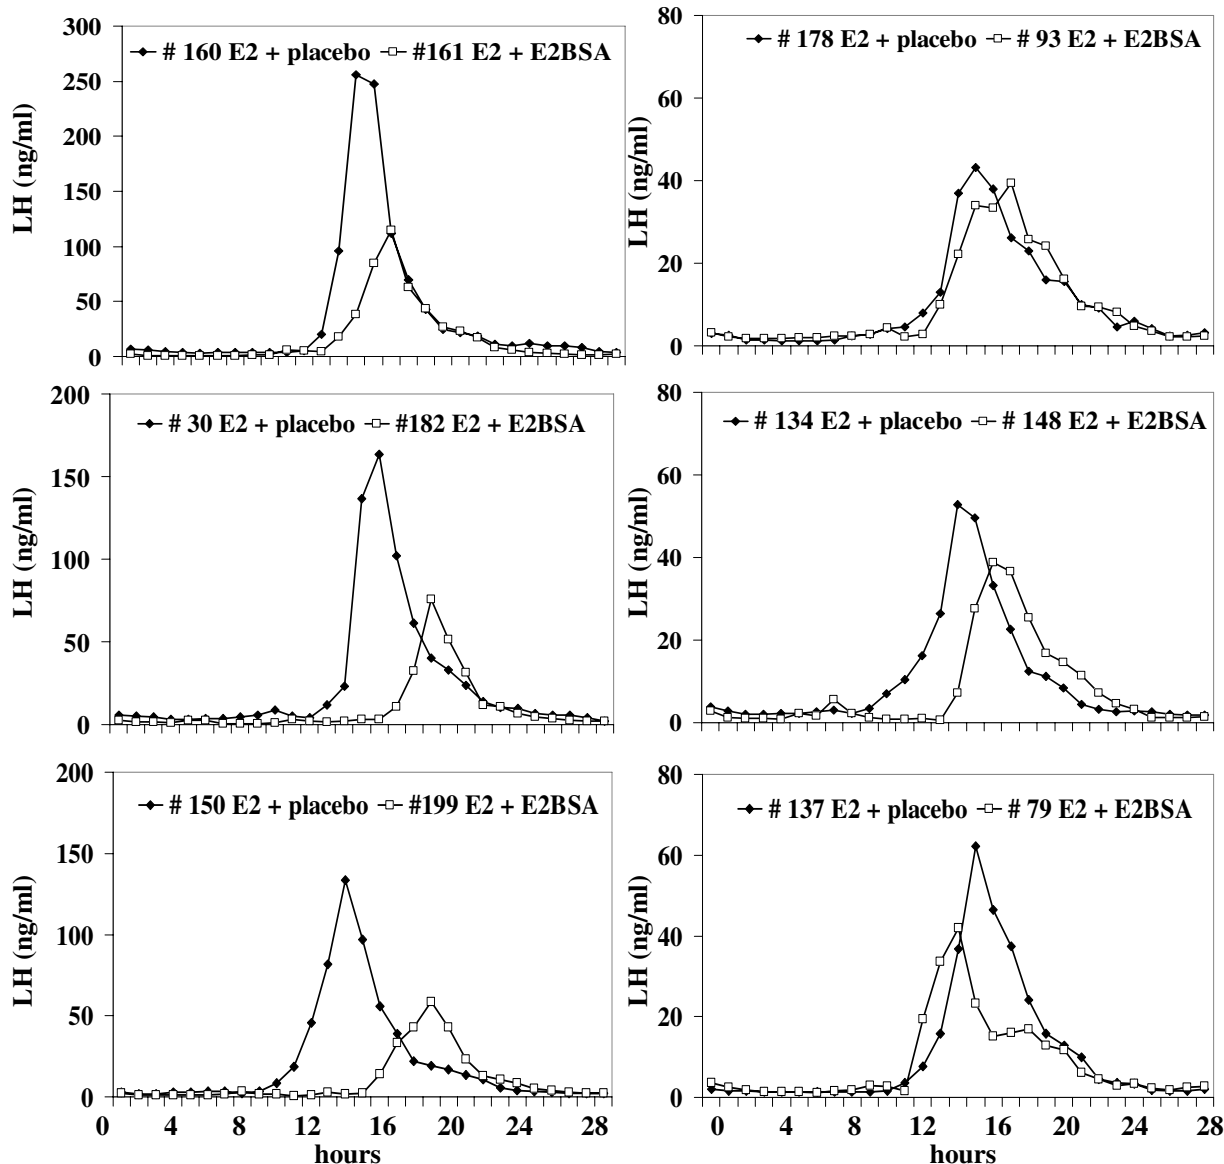 300
# 160 E2 + placebo #161 E2 + E2BSA
250
200
150
100
50
0
LH (ng/ml)
80
# 178 E2 + placebo # 93 E2 + E2BSA
60
40
20
0
LH (ng/ml)
200
# 30 E2 + placebo #182 E2 + E2BSA
150
100
50
0
LH (ng/ml)
80
# 134 E2 + placebo # 148 E2 + E2BSA
60
40
20
0
LH (ng/ml)
200
# 150 E2 + placebo #199 E2 + E2BSA
150
100
50
0
LH (ng/ml)
0 4 8 12 16 20 24 28
hours
80
# 137 E2 + placebo # 79 E2 + E2BSA
60
40
20
0
LH (ng/ml)
0 4 8 12 16 20 24 28
hours